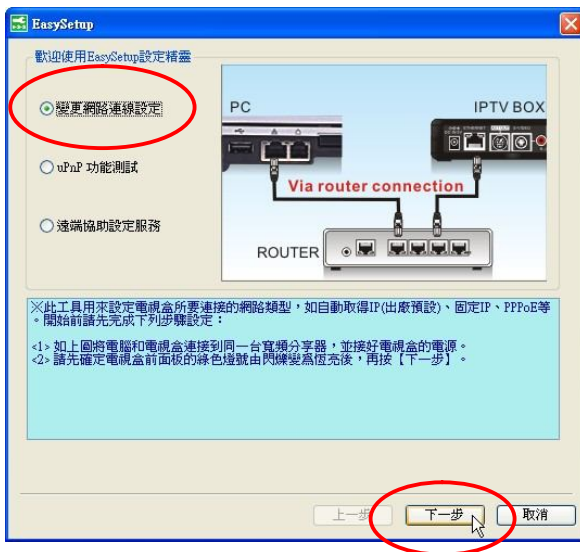 EasySetup
歡迎使用EasySetup設定精靈
變更網路連線設定
uPnP 功能測試
遠端協助設定服務
PC
IPTV BOX
Via router connection
ROUTER
※此工具用來設定電視盒所要連接的網路類型，如自動取得IP(出廠預設)、固定IP、PPPoE等
。開始前請先完成下列步驟設定：
<1> 如上圖將電腦和電視盒連接到同一台寬頻分享器，並接好電視盒的電源。
<2> 請先確定電視盒前面板的綠色燈號由閃爍變為恆亮後，再按【下一步】。
上一步
下一步
取消